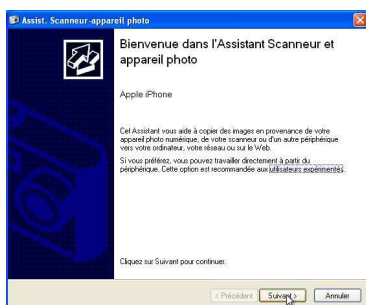 Assist. Scanneur-appareil photo
Bienvenue dans l'Assistant Scanneur et
appareil photo
Apple iPhone
Cet Assistant vous aide à copier des images en provenance de votre
appareil photo numérique, de votre scanneur ou d'un autre périphérique
vers votre ordinateur, votre réseau ou sur le Web.
Si vous préférez, vous pouvez travailler directement à partir du
périphérique. Cette option est recommandée aux utilisateurs expérimentés.
Cliquez sur Suivant pour continuer.
< Précédent Suivant > Annuler